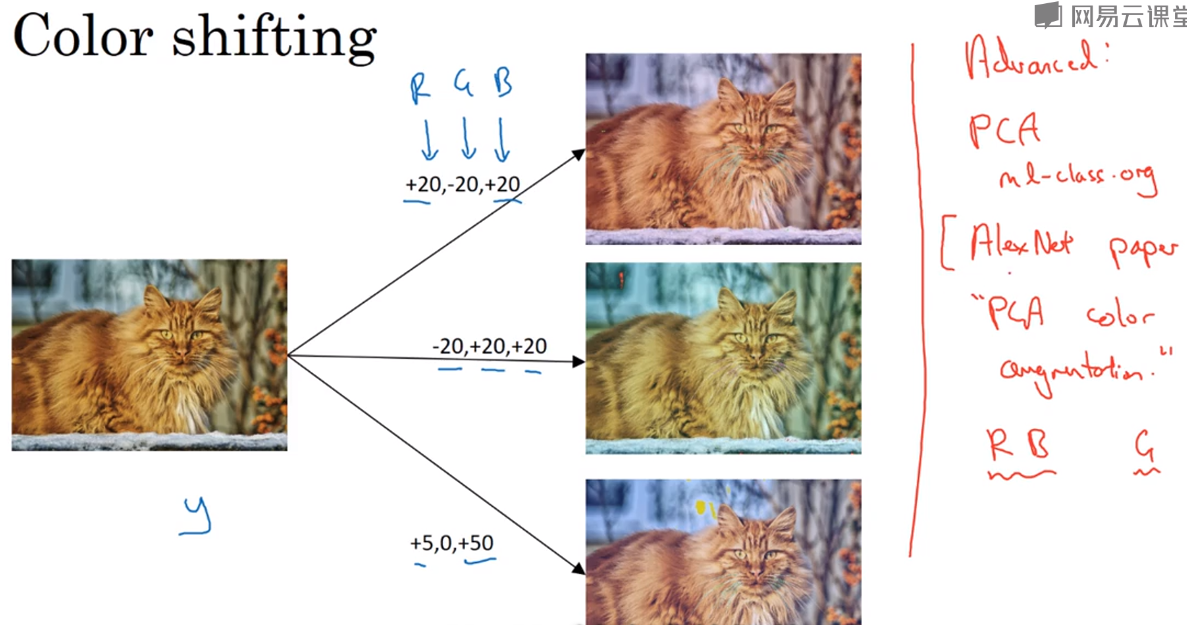 Color shifting
网易云课堂
R G B
+20,-20,+20
-20,+20,+20
+5,0,+50
y
Advanced:
PCA
ml-class.org
[AlexNet paper
"PCA color
augmentation."
R B G